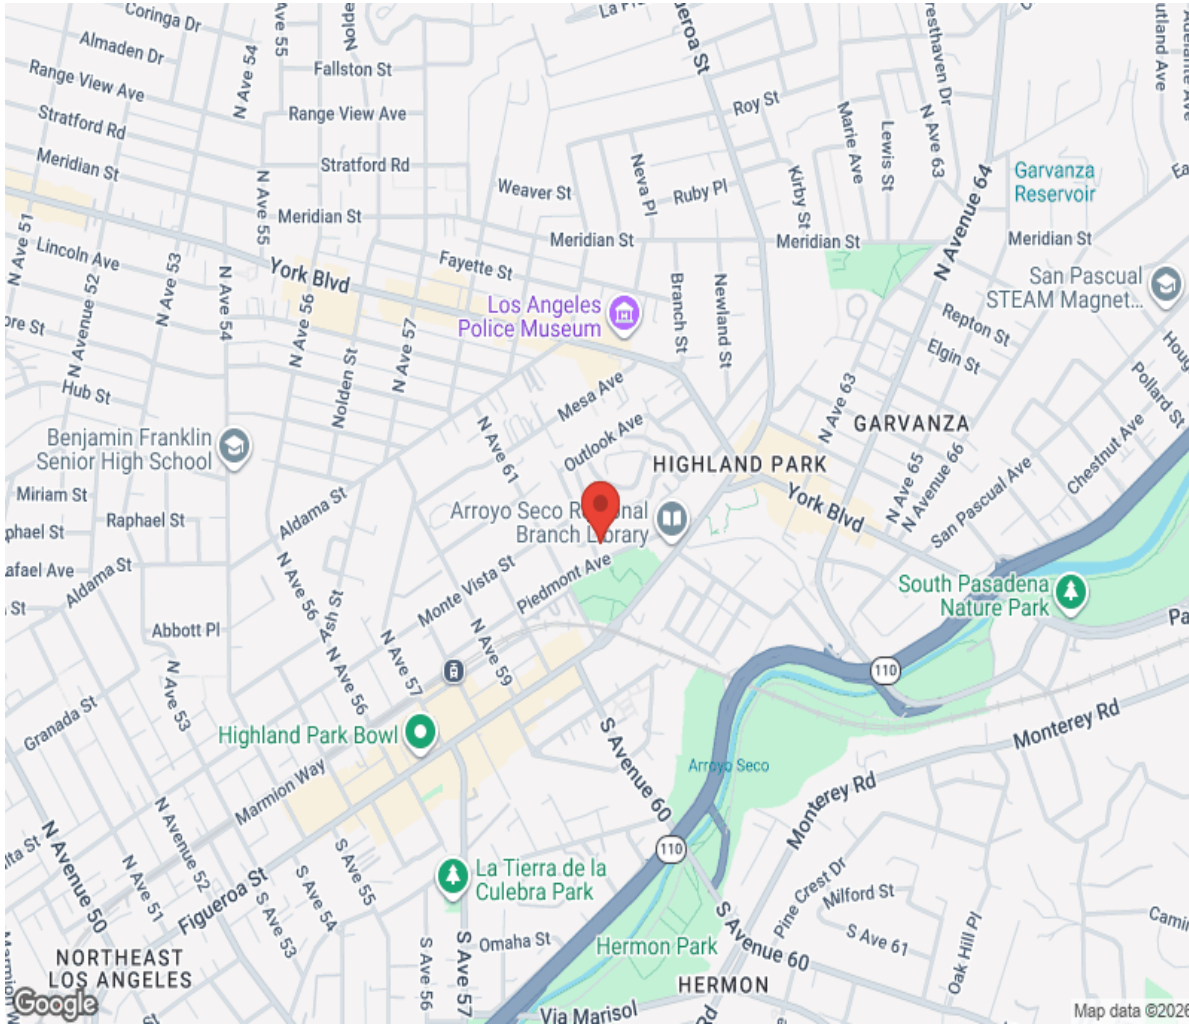 Coringa Dr
Almaden Dr
Range View Ave
Stratford Rd
Meridian St
N Ave 54
Ave 55
Fallston St
Range View Ave
Stratford Rd
Weaver St
Meridian St
Roy St
Neva Pl
Ruby Pl
Kirby St
Marie Ave
Lewis St
N Ave 63
N Avenue 64
Garvanza
Reservoir
Meridian St
Meridian St
Meridian St
N Ave 51
Lincoln Ave
N Avenue 52
N Ave 53
N Ave 54
N Ave 55
York Blvd
N Ave 56
Fayette St
N Ave 57
Nolden St
Los Angeles
Police Museum
Branch St
Newland St
San Pascual
STEAM Magnet...
Repton St
Elgin St
Pollard St
Chestnut Ave
Hub St
Benjamin Franklin
Senior High School
Miriam St
Raphael St
Aldama St
Aldama St
Mesa Ave
Outlook Ave
N Ave 61
HIGHLAND PARK
GARVANZA
N Ave 63
N Ave 65
N Avenue 66
San Pascual Ave
York Blvd
Arroyo Seco Regional
Branch Library
Piedmont Ave
Monte Vista St
N Ave 59
N Ave 56
Ash St
N Ave 56
N Ave 57
Abbott Pl
N Ave 53
Granada St
South Pasadena
Nature Park
110
Monterey Rd
Monterey Rd
Highland Park Bowl
Marmion Way
S Avenue 60
Arroyo Seco
N Avenue 50
N Ave 51
N Avenue 52
Figueroa St
S Ave 53
S Ave 54
S Ave 55
La Tierra de la
Culebra Park
S Ave 56
S Ave 57
Omaha St
110
Pine Crest Dr
Milford St
S Ave 61
Oak Hill Pl
Hermon Park
S Avenue 60
HERMON
Via Marisol
NORTHEAST
LOS ANGELES
Google
Map data ©2026